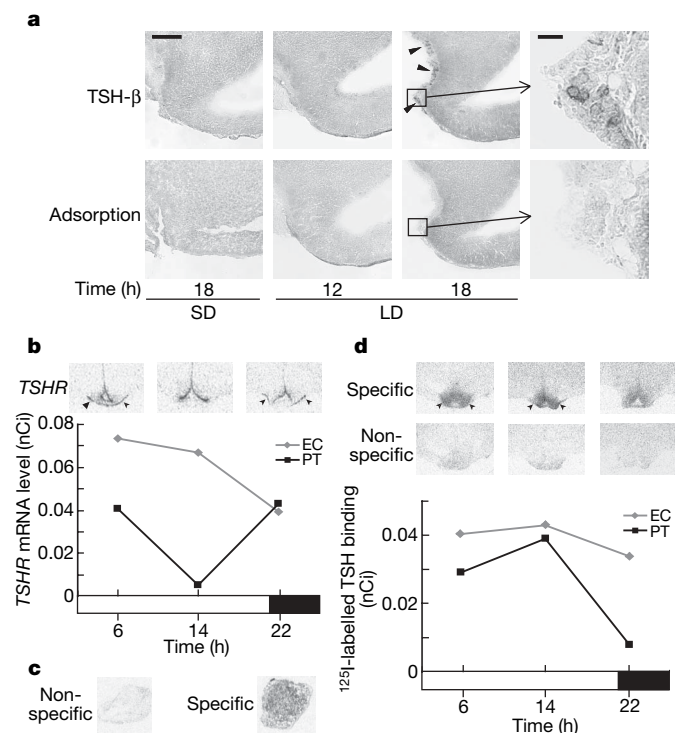 a
TSH-β
Adsorption
Time (h)
18
12
18
SD
LD
b
TSHR
TSHR mRNA level (nCi)
0.08
0.06
0.04
0.02
0
EC
PT
6
14
22
Time (h)
c
Non-
specific
Specific
d
Specific
Non-
specific
¹²⁵I-labelled TSH binding
(nCi)
0.04
0.02
0
EC
PT
6
14
22
Time (h)